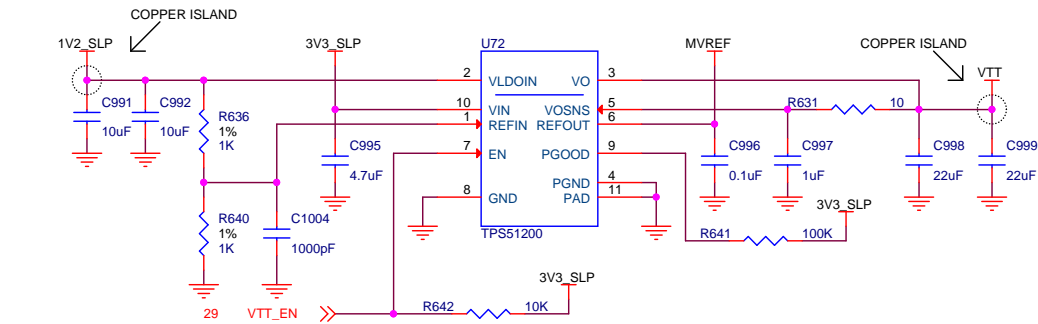 COPPER ISLAND
1V2_SLP
3V3_SLP
U72
MVREF
COPPER ISLAND
VTT
2 VLDOIN VO 3
C991 10uF
C992 10uF
R636 1% 1K
10 VIN VOSNS 5
R631 10
1 REFIN REFOUT 6
7 EN PGOOD 9
C995 4.7uF
C996 0.1uF
C997 1uF
C998 22uF
C999 22uF
PGND 4
8 GND PAD 11
TPS51200
3V3_SLP
R640 1% 1K
C1004 1000pF
R641 100K
3V3_SLP
29 VTT_EN
R642 10K